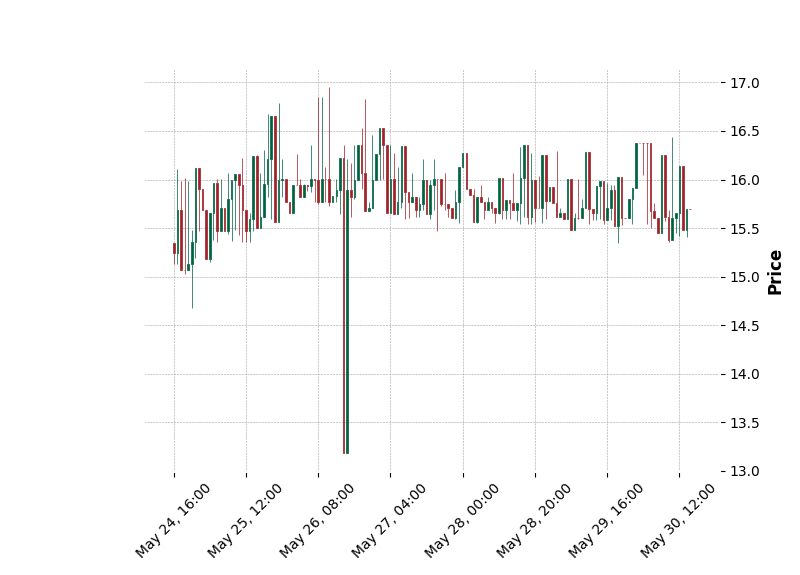 17.0
16.5
16.0
15.5
15.0
14.5
14.0
13.5
13.0
Price
May 24, 16:00
May 25, 12:00
May 26, 08:00
May 27, 04:00
May 28, 00:00
May 28, 20:00
May 29, 16:00
May 30, 12:00